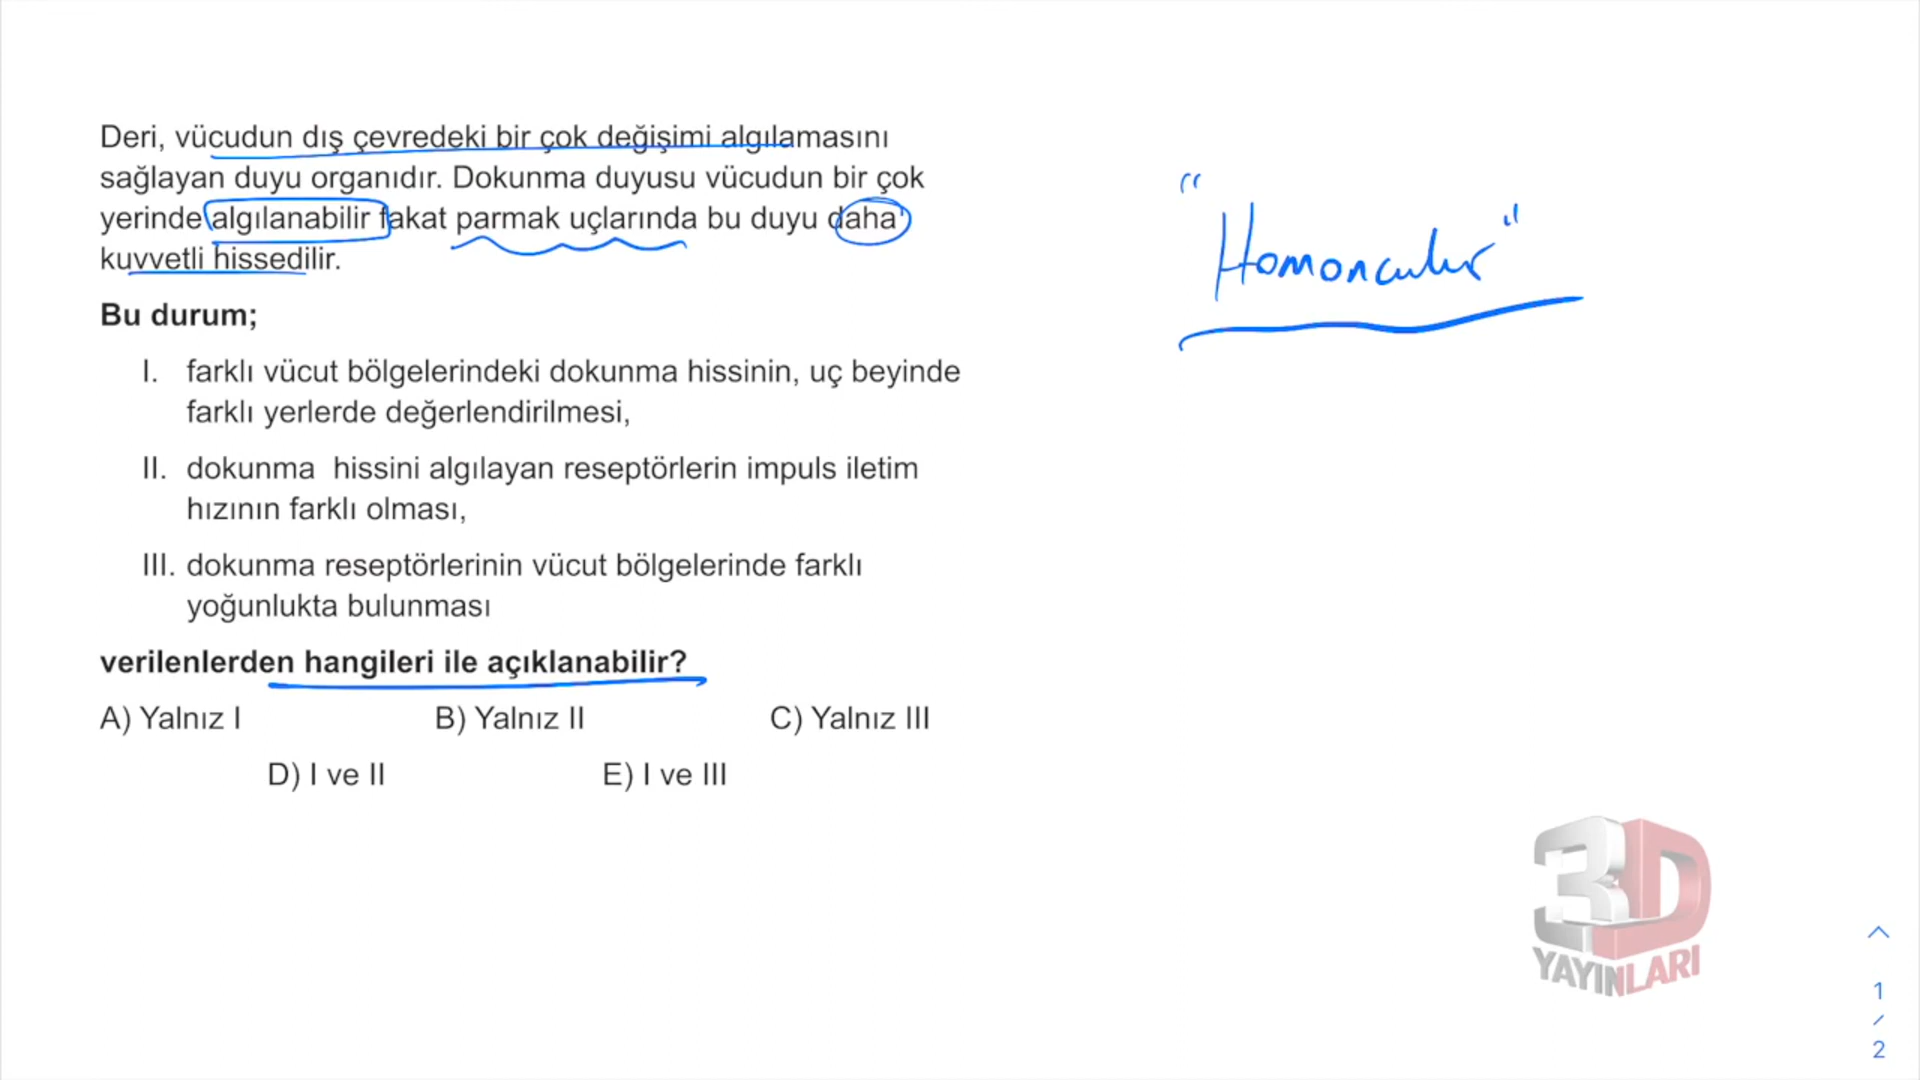 Deri, vücudun dış çevredeki bir çok değişimi algılamasını
sağlayan duyu organıdır. Dokunma duyusu vücudun bir çok
yerinde algılanabilir fakat parmak uçlarında bu duyu daha
kuvvetli hissedilir.
Bu durum;
I. farklı vücut bölgelerindeki dokunma hissinin, uç beyinde
farklı yerlerde değerlendirilmesi,
II. dokunma hissini algılayan reseptörlerin impuls iletim
hızının farklı olması,
III. dokunma reseptörlerinin vücut bölgelerinde farklı
yoğunlukta bulunması
verilenlerden hangileri ile açıklanabilir?
A) Yalnız I B) Yalnız II C) Yalnız III
D) I ve II E) I ve III
"Homonculus"
3D
YAYINLARI
1
/
2